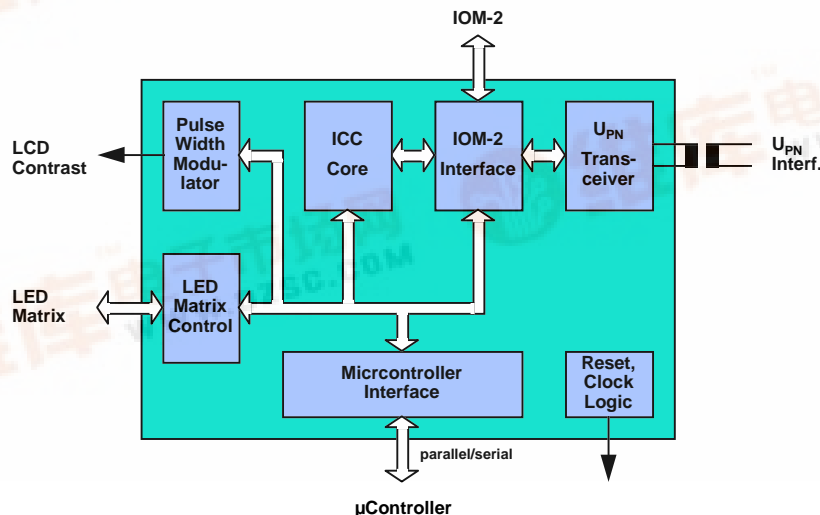 IOM-2
LCD
Contrast
Pulse
Width
Modu-
lator
ICC
Core
IOM-2
Interface
UPN
Trans-
ceiver
UPN
Interf.
LED
Matrix
LED
Matrix
Control
Micrcontroller
Interface
Reset,
Clock
Logic
parallel/serial
µController